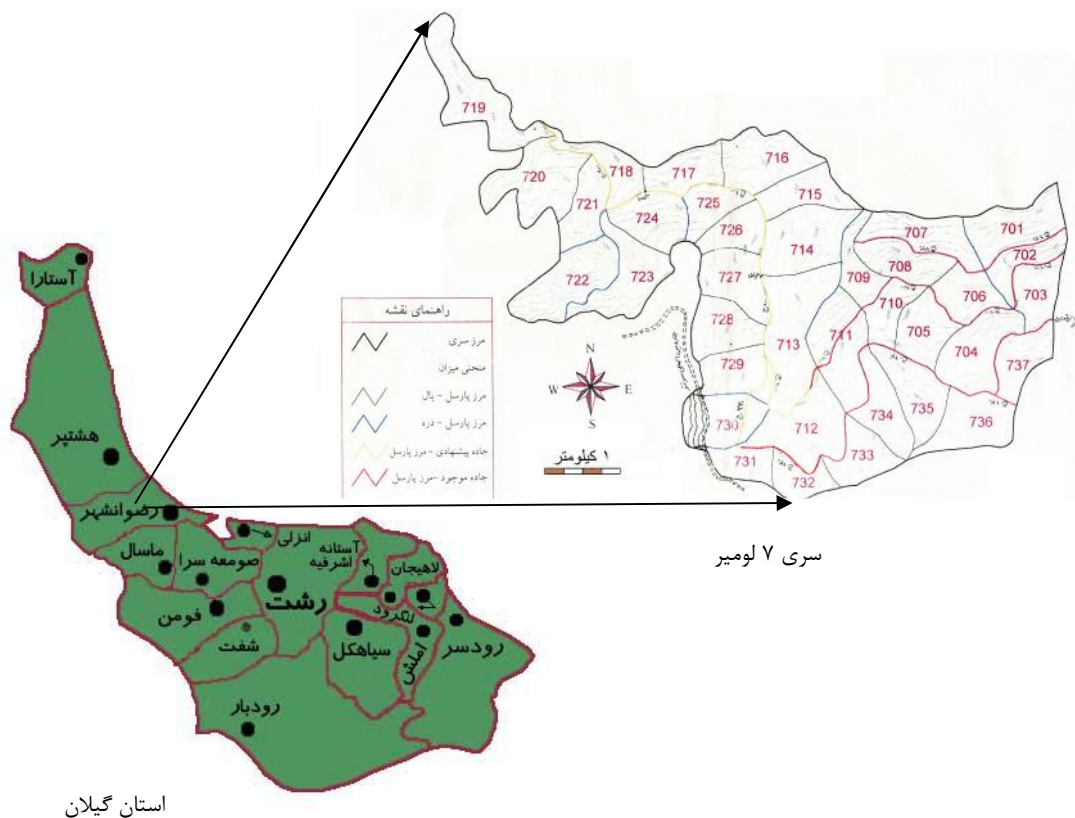 719
716
720
718
717
715
721
725
724
726
714
707
701
702
708
722
723
727
709
706
703
710
728
705
713
711
704
737
729
734
735
730
712
736
731
733
732
راهنمای نقشه
مرز سری
منحنی میزان
مرز پارسل - یال
مرز پارسل - دره
جاده پیشنهادی - مرز پارسل
جاده موجود - مرز پارسل
N
W E
S
۱ کیلومتر
سری ۷ لومیر
آستارا
هشتپر
رضوانشهر
ماسال
صومعه سرا
انزلی
آستانه
اشرفیه
لاهیجان
فومن
رشت
لنگرود
شفت
سیاهکل
املش
رودسر
رودبار
استان گیلان